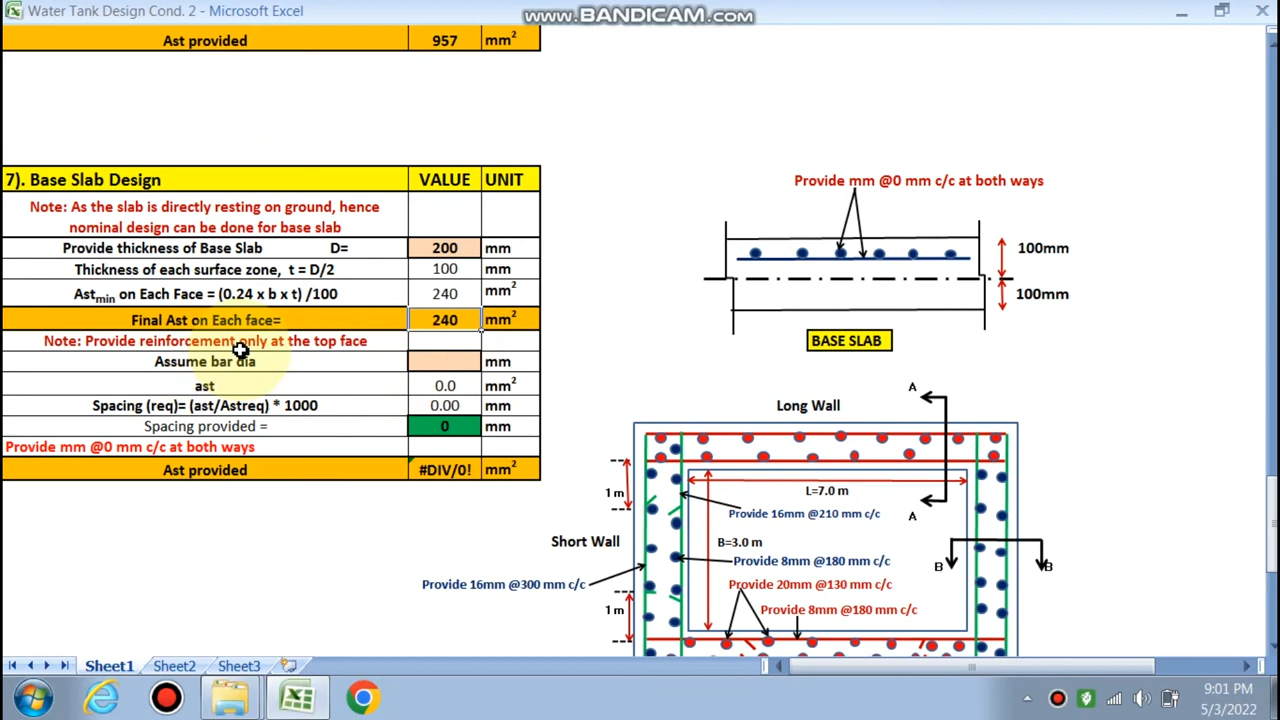 Water Tank Design Cond. 2 - Microsoft Excel
www.BANDICAM.com
Ast provided 957 mm²
7). Base Slab Design VALUE UNIT
Note: As the slab is directly resting on ground, hence
nominal design can be done for base slab
Provide thickness of Base Slab D= 200 mm
Thickness of each surface zone, t = D/2 100 mm
Astmin on Each Face = (0.24 x b x t) /100 240 mm²
Final Ast on Each face= 240 mm²
Note: Provide reinforcement only at the top face
Assume bar dia mm
ast 0.0 mm²
Spacing (req)= (ast/Astreq) * 1000 0.00 mm
Spacing provided = 0 mm
Provide mm @0 mm c/c at both ways
Ast provided #DIV/0! mm²
Provide mm @0 mm c/c at both ways
100mm
100mm
BASE SLAB
Long Wall
A
L=7.0 m
1 m
Provide 16mm @210 mm c/c
A
Short Wall
B=3.0 m
Provide 8mm @180 mm c/c
B
B
Provide 16mm @300 mm c/c
Provide 20mm @130 mm c/c
1 m
Provide 8mm @180 mm c/c
Sheet1 Sheet2 Sheet3
9:01 PM
5/3/2022